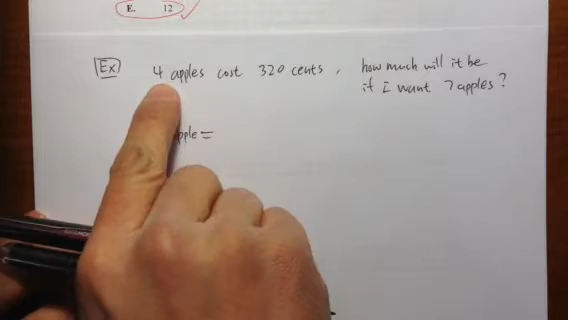 E. 12
Ex 4 apples cost 320 cents, how much will it be
if I want 7 apples?
pple =